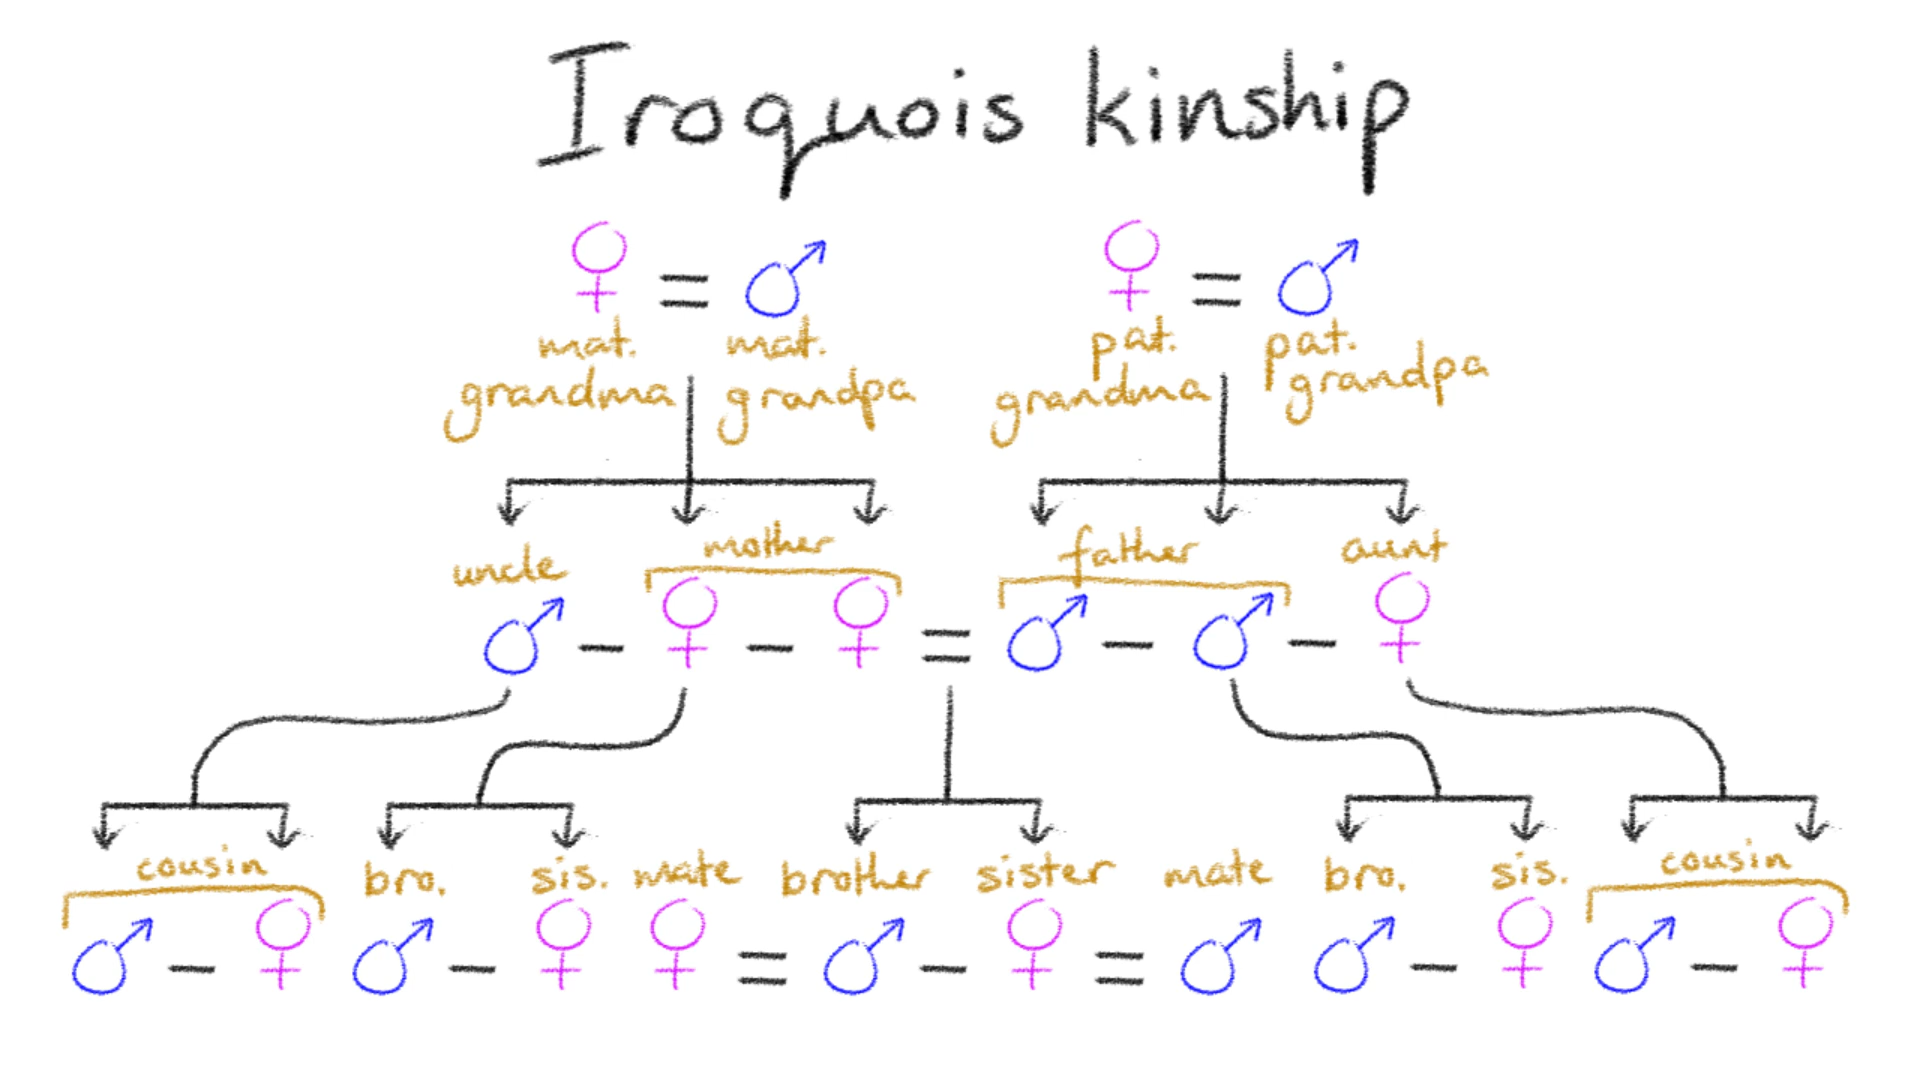 Iroquois kinship
mat. grandma
mat. grandpa
pat. grandma
pat. grandpa
uncle
mother
father
aunt
cousin
bro.
sis.
mate
brother
sister
mate
bro.
sis.
cousin